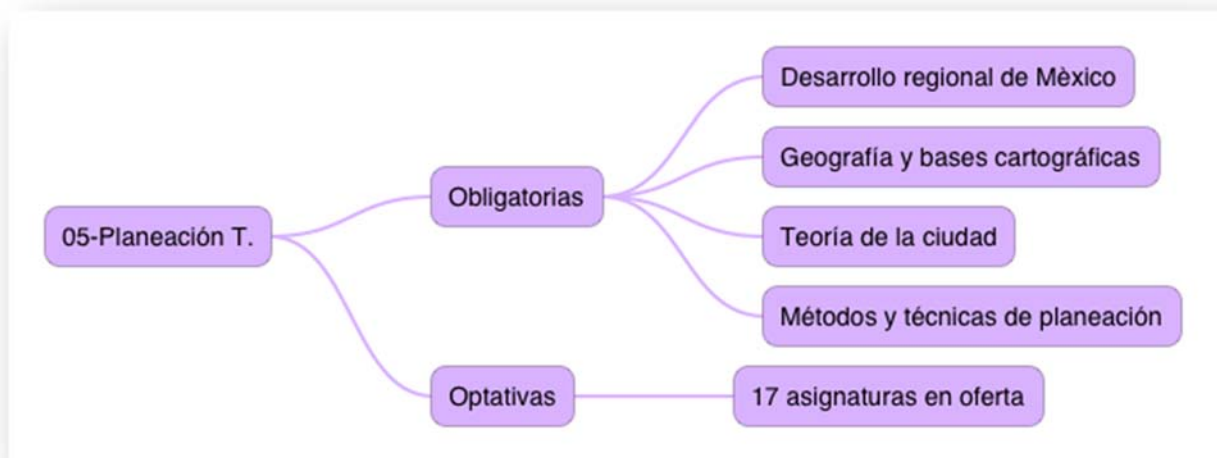 05-Planeación T.
Obligatorias
Desarrollo regional de Mèxico
Geografía y bases cartográficas
Teoría de la ciudad
Métodos y técnicas de planeación
Optativas
17 asignaturas en oferta